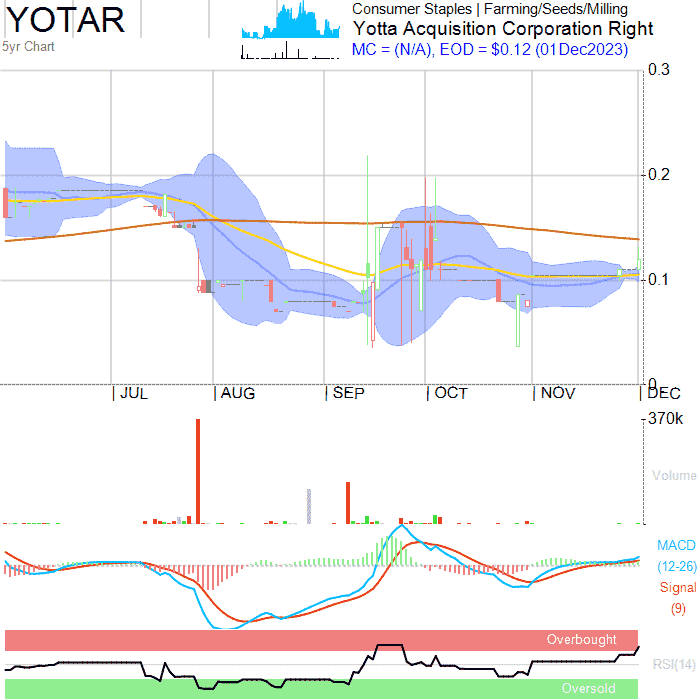 YOTAR
5yr Chart
Consumer Staples | Farming/Seeds/Milling
Yotta Acquisition Corporation Right
MC = (N/A), EOD = $0.12 (01Dec2023)
0.3
0.2
0.1
0
JUL
AUG
SEP
OCT
NOV
DEC
370k
Volume
MACD
(12-26)
Signal
(9)
Overbought
RSI(14)
Oversold